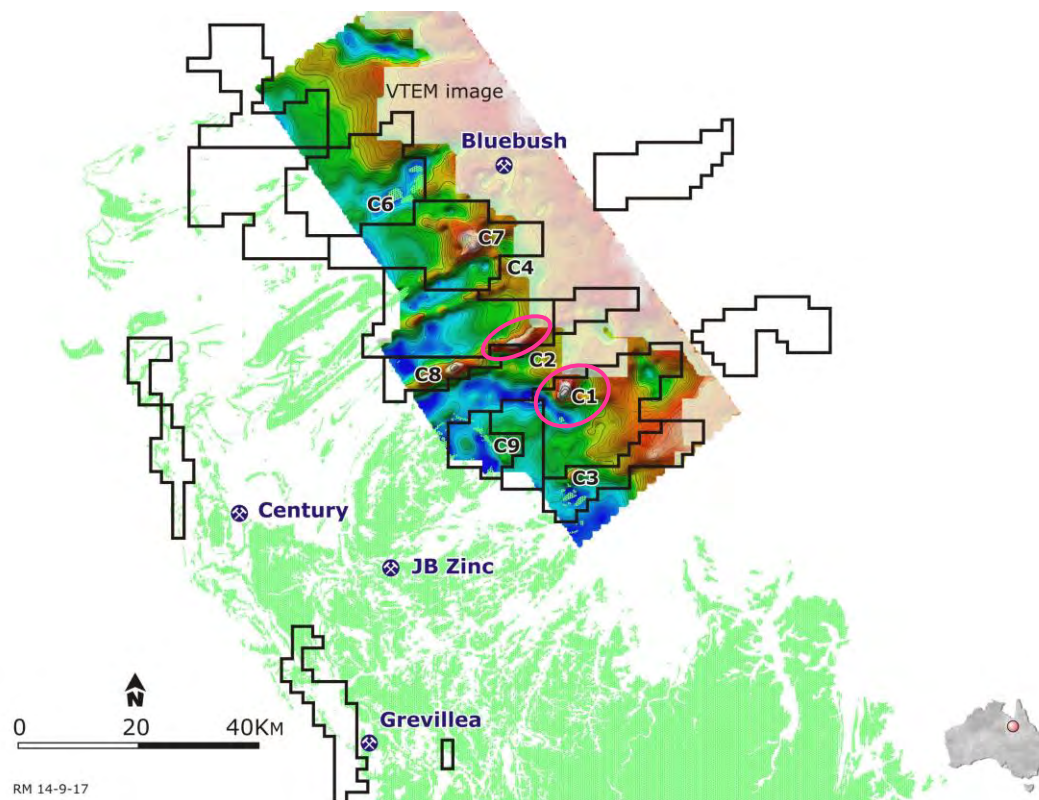 VTEM image
Bluebush
C6
C7
C4
C2
C8
C1
C9
C3
Century
JB Zinc
N
0 20 40KM
Grevillea
RM 14-9-17